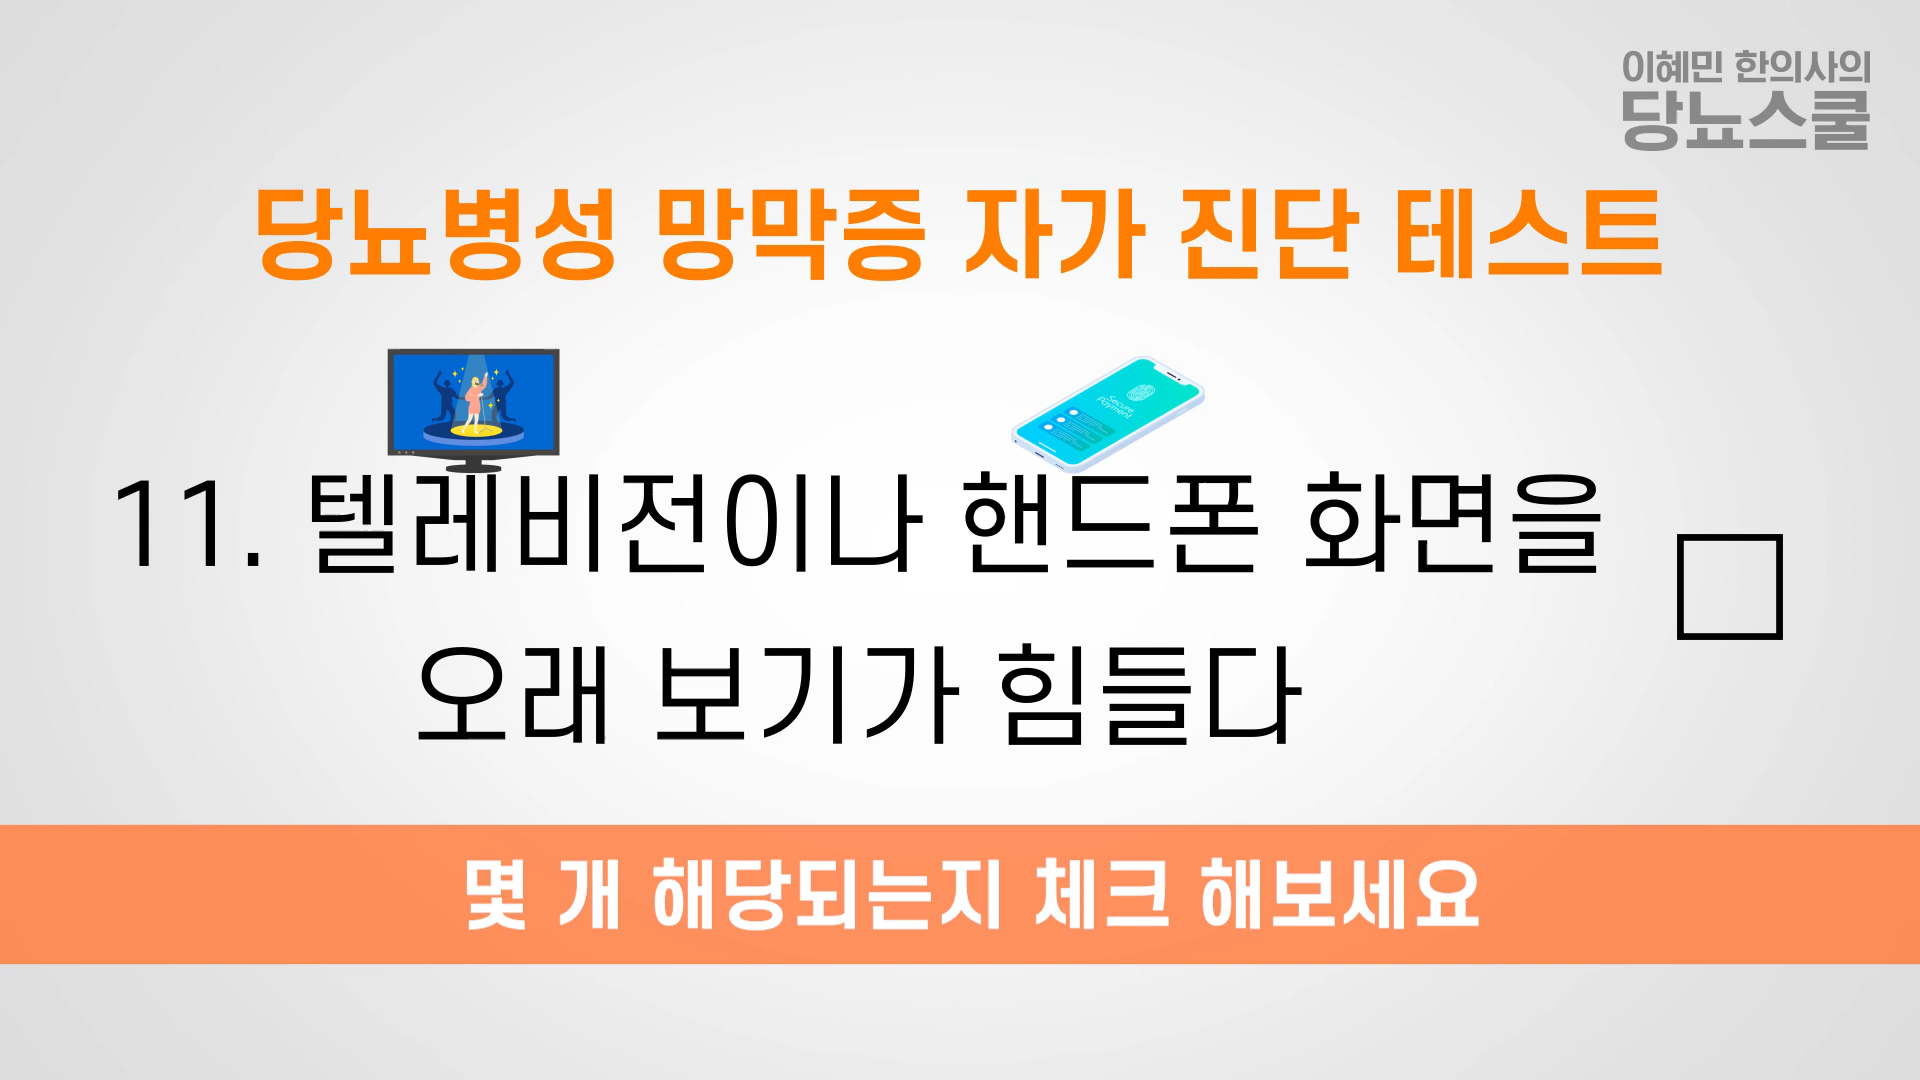 이혜민 한의사의
당뇨스쿨
당뇨병성 망막증 자가 진단 테스트
Secure
Payment
11. 텔레비전이나 핸드폰 화면을
오래 보기가 힘들다
몇 개 해당되는지 체크 해보세요